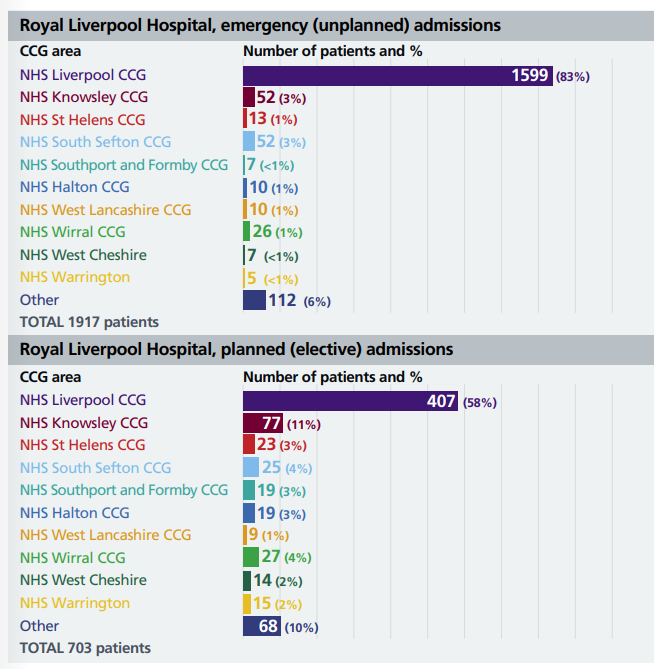 Royal Liverpool Hospital, emergency (unplanned) admissions
CCG area Number of patients and %
NHS Liverpool CCG 1599 (83%)
NHS Knowsley CCG 52 (3%)
NHS St Helens CCG 13 (1%)
NHS South Sefton CCG 52 (3%)
NHS Southport and Formby CCG 7 (<1%)
NHS Halton CCG 10 (1%)
NHS West Lancashire CCG 10 (1%)
NHS Wirral CCG 26 (1%)
NHS West Cheshire 7 (<1%)
NHS Warrington 5 (<1%)
Other 112 (6%)
TOTAL 1917 patients
Royal Liverpool Hospital, planned (elective) admissions
CCG area Number of patients and %
NHS Liverpool CCG 407 (58%)
NHS Knowsley CCG 77 (11%)
NHS St Helens CCG 23 (3%)
NHS South Sefton CCG 25 (4%)
NHS Southport and Formby CCG 19 (3%)
NHS Halton CCG 19 (3%)
NHS West Lancashire CCG 9 (1%)
NHS Wirral CCG 27 (4%)
NHS West Cheshire 14 (2%)
NHS Warrington 15 (2%)
Other 68 (10%)
TOTAL 703 patients